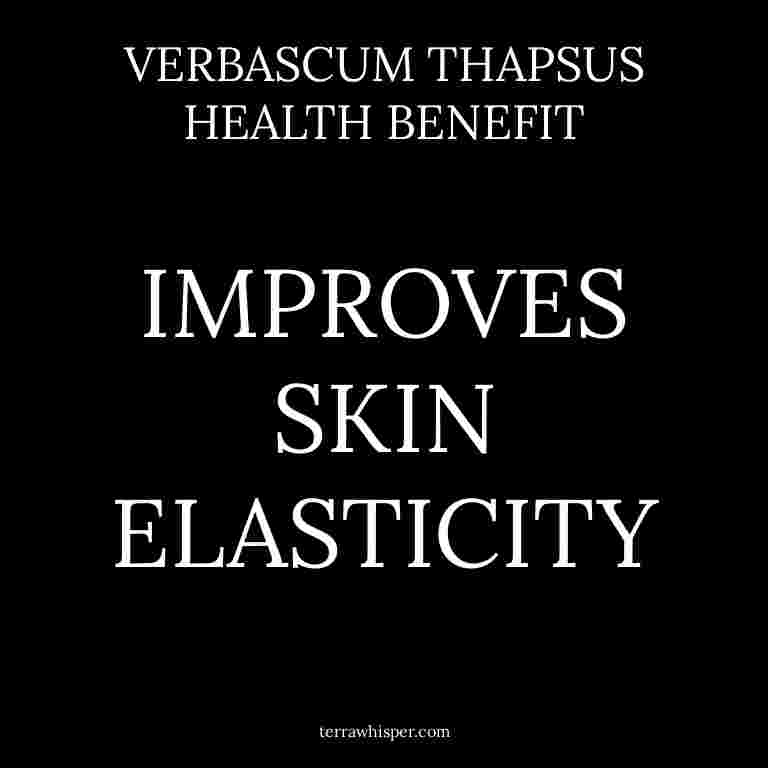 VERBASCUM THAPSUS
HEALTH BENEFIT
IMPROVES
SKIN
ELASTICITY
terrawhisper.com